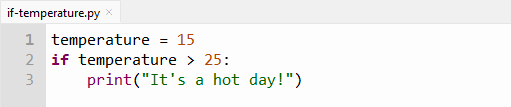 if-temperature.py ×
1 temperature = 15
2 if temperature > 25:
3     print("It's a hot day!")